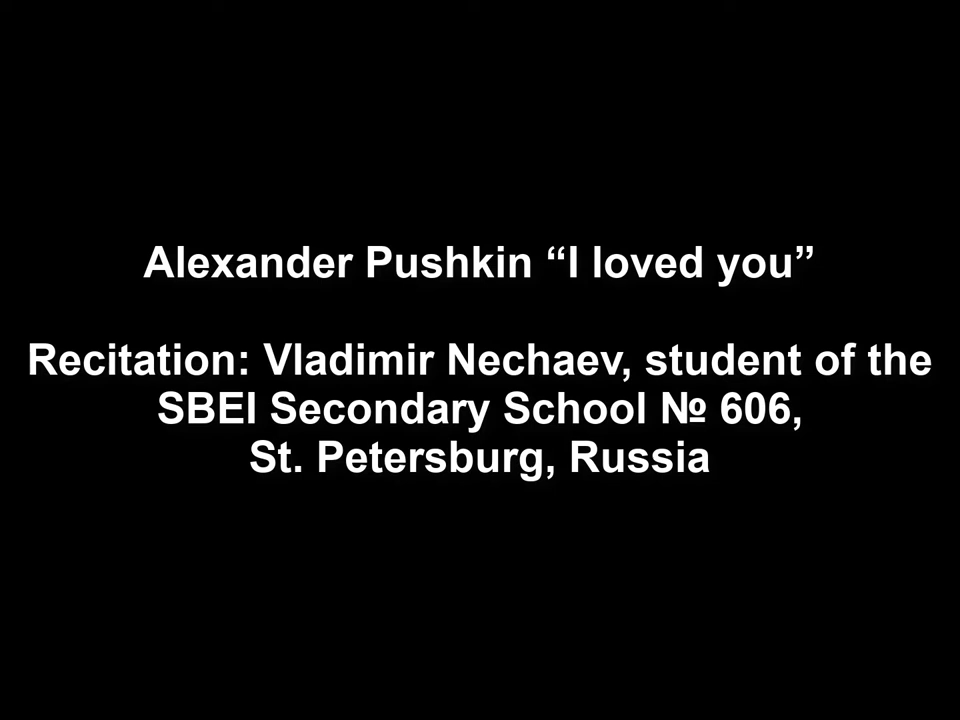 Alexander Pushkin “I loved you”
Recitation: Vladimir Nechaev, student of the
SBEI Secondary School № 606,
St. Petersburg, Russia